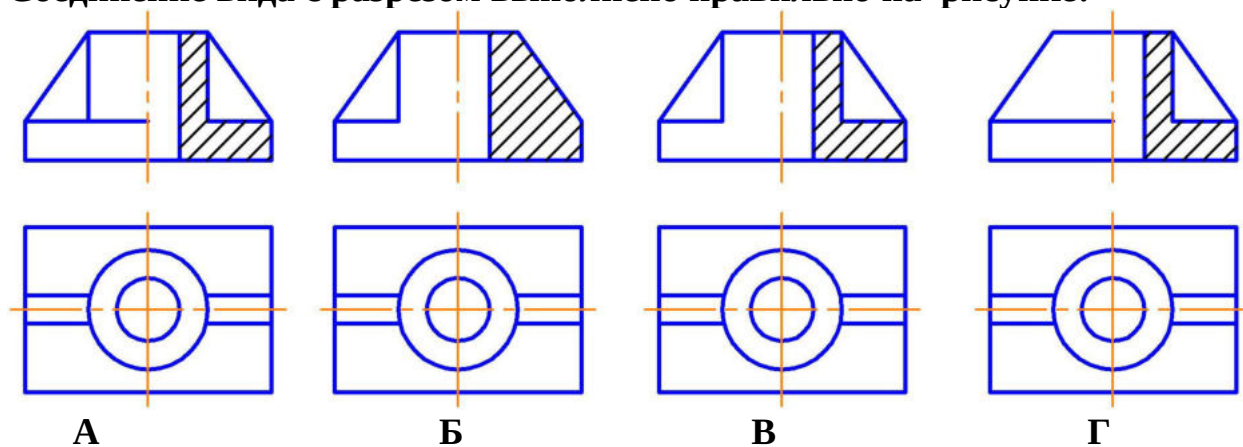 Соединение вида с разрезом выполнено правильно на рисунке:
А Б В Г